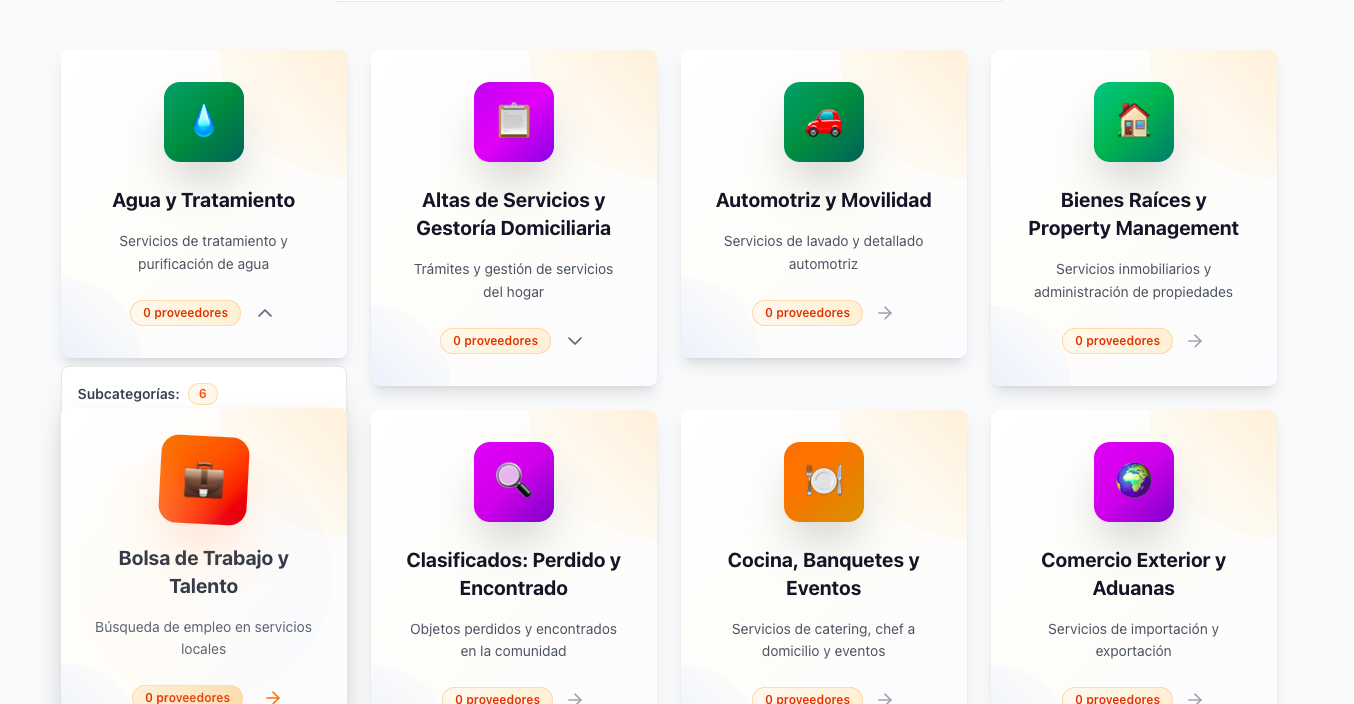 Agua y Tratamiento
Servicios de tratamiento y
purificación de agua
0 proveedores
Altas de Servicios y
Gestoría Domiciliaria
Trámites y gestión de servicios
del hogar
0 proveedores
Automotriz y Movilidad
Servicios de lavado y detallado
automotriz
0 proveedores
Bienes Raíces y
Property Management
Servicios inmobiliarios y
administración de propiedades
0 proveedores
Subcategorías: 6
Bolsa de Trabajo y
Talento
Búsqueda de empleo en servicios
locales
0 proveedores
Clasificados: Perdido y
Encontrado
Objetos perdidos y encontrados
en la comunidad
0 proveedores
Cocina, Banquetes y
Eventos
Servicios de catering, chef a
domicilio y eventos
0 proveedores
Comercio Exterior y
Aduanas
Servicios de importación y
exportación
0 proveedores